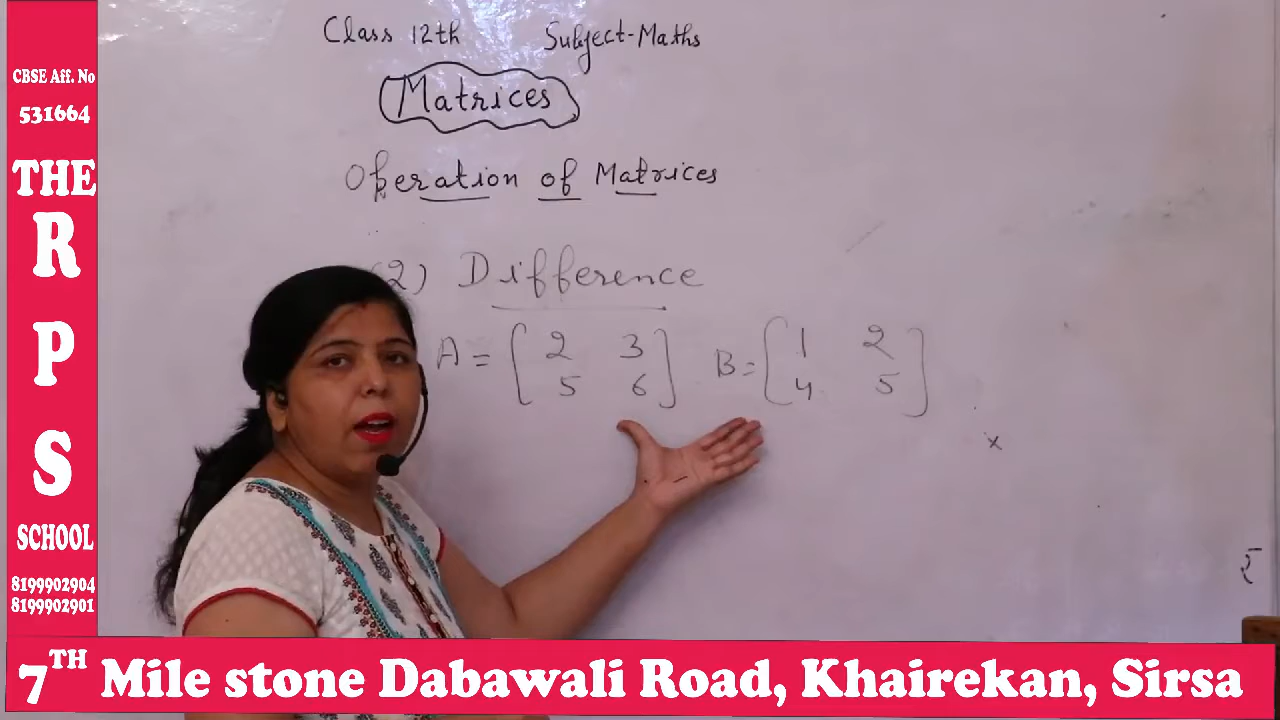 CBSE Aff. No
531664
THE
R
P
S
SCHOOL
8199902904
8199902901
Class 12th Subject-Maths
Matrices
Operation of Matrices
(2) Difference
A = [2 3
5 6] B = [1 2
4 5]
x
7TH Mile stone Dabawali Road, Khairekan, Sirsa